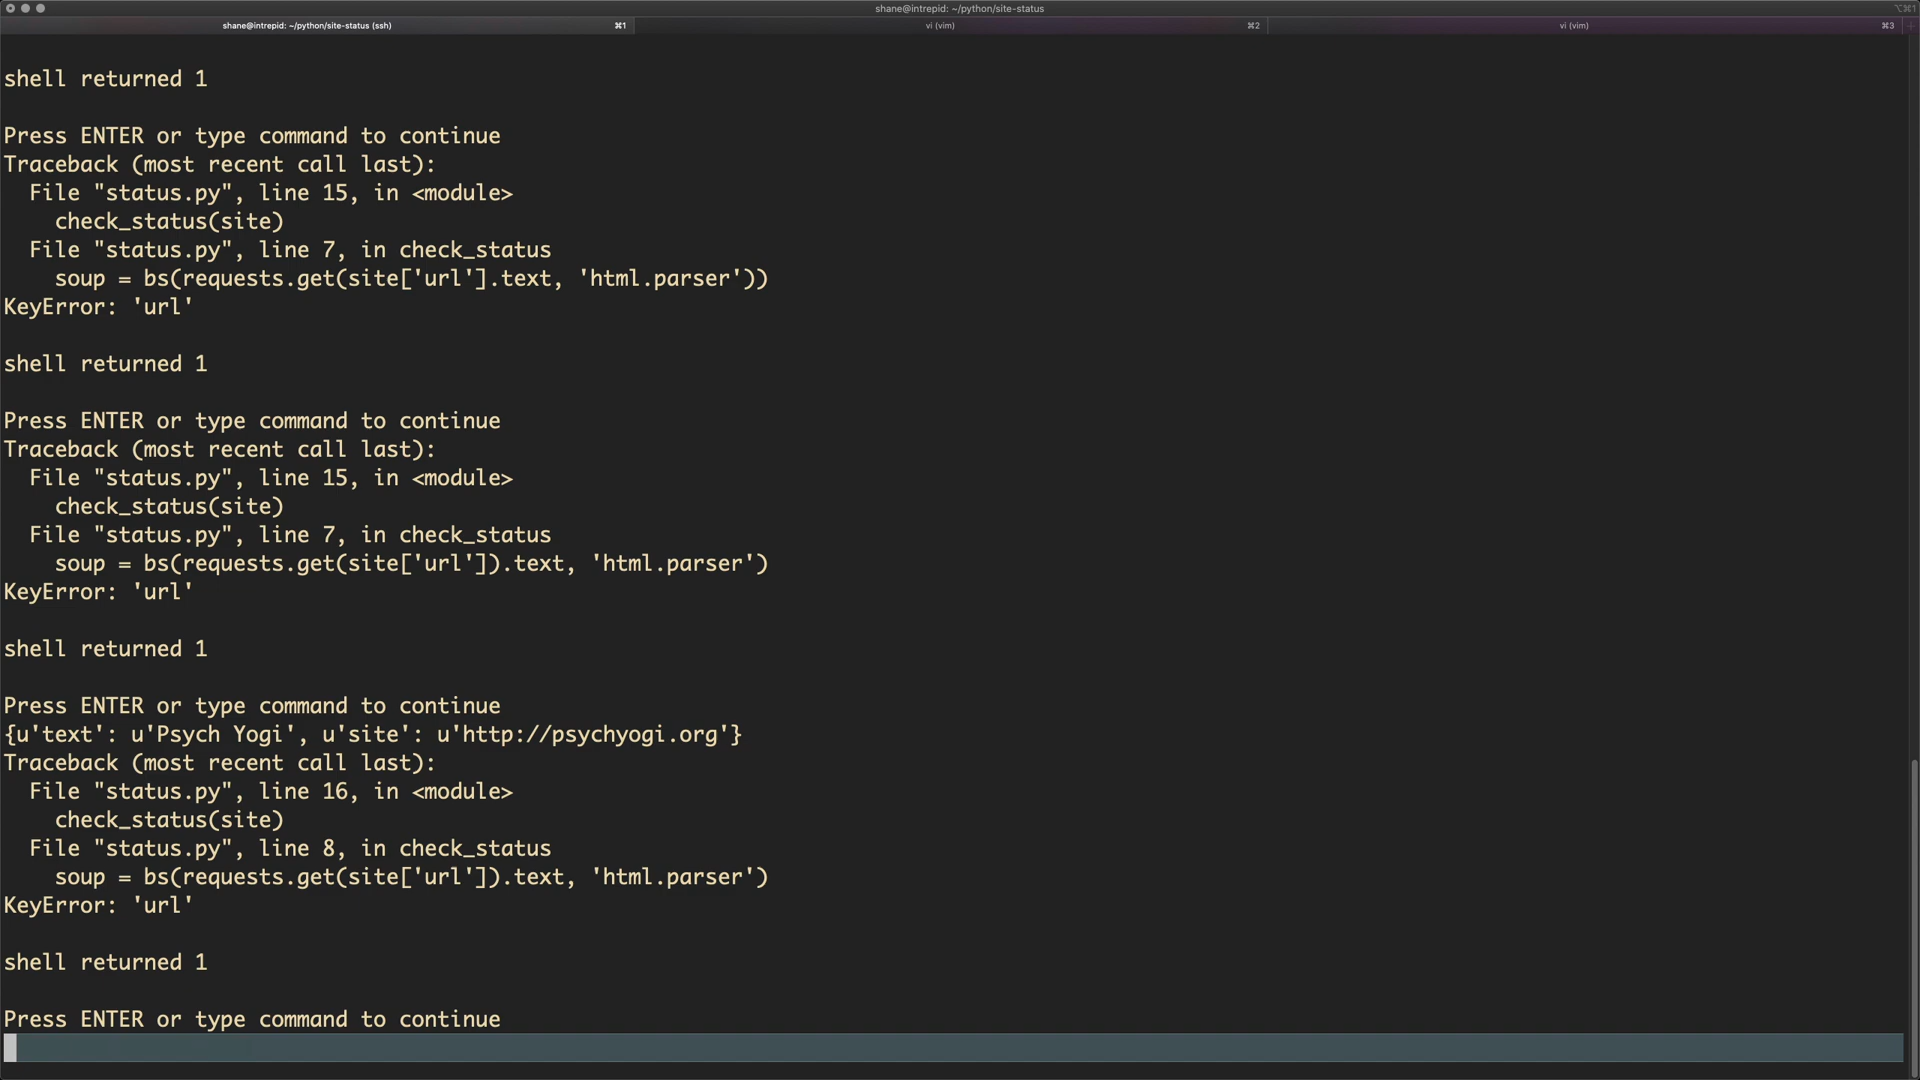 shane@intrepid: ~/python/site-status
⌥⌘1
shane@intrepid: ~/python/site-status (ssh)
⌘1
vi (vim)
⌘2
vi (vim)
⌘3
shell returned 1
Press ENTER or type command to continue
Traceback (most recent call last):
  File "status.py", line 15, in <module>
    check_status(site)
  File "status.py", line 7, in check_status
    soup = bs(requests.get(site['url'].text, 'html.parser'))
KeyError: 'url'
shell returned 1
Press ENTER or type command to continue
Traceback (most recent call last):
  File "status.py", line 15, in <module>
    check_status(site)
  File "status.py", line 7, in check_status
    soup = bs(requests.get(site['url']).text, 'html.parser')
KeyError: 'url'
shell returned 1
Press ENTER or type command to continue
{u'text': u'Psych Yogi', u'site': u'http://psychyogi.org'}
Traceback (most recent call last):
  File "status.py", line 16, in <module>
    check_status(site)
  File "status.py", line 8, in check_status
    soup = bs(requests.get(site['url']).text, 'html.parser')
KeyError: 'url'
shell returned 1
Press ENTER or type command to continue